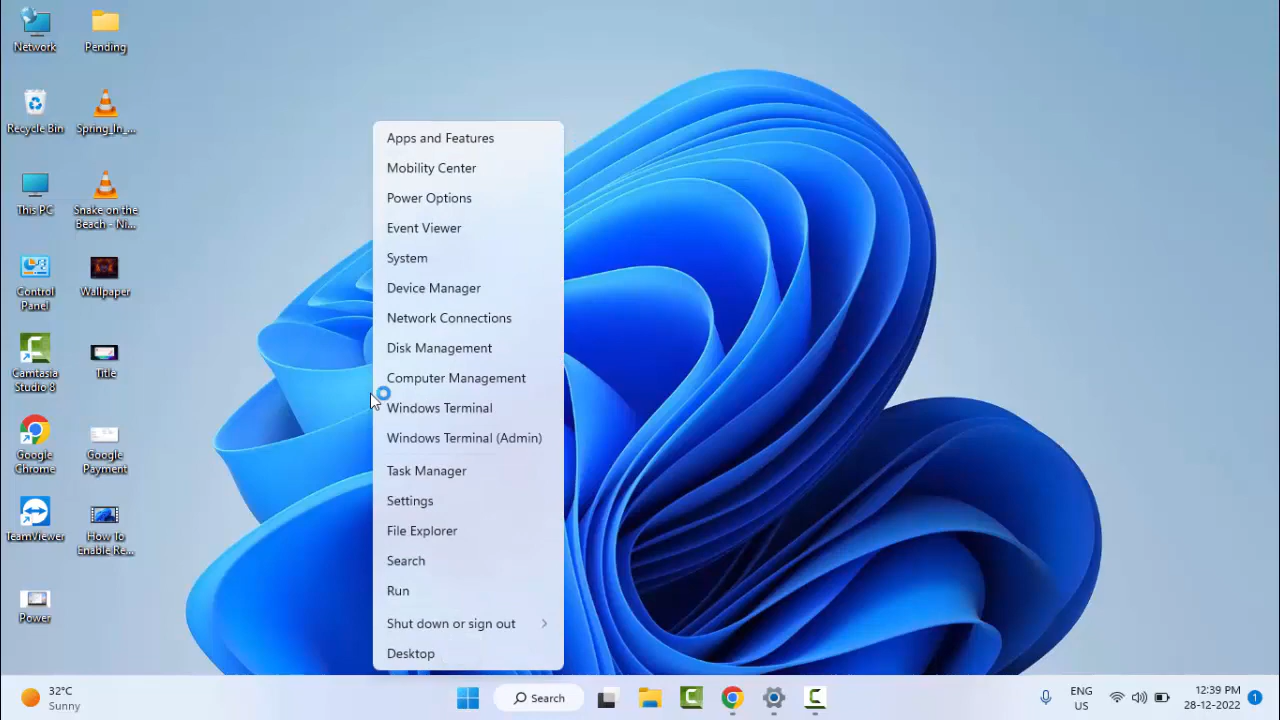 Network
Pending
Recycle Bin
Spring_In_...
This PC
Snake on the
Beach - Ni...
Control
Panel
Wallpaper
Camtasia
Studio 8
Title
Google
Chrome
Google
Payment
TeamViewer
How To
Enable Re...
Power
Apps and Features
Mobility Center
Power Options
Event Viewer
System
Device Manager
Network Connections
Disk Management
Computer Management
Windows Terminal
Windows Terminal (Admin)
Task Manager
Settings
File Explorer
Search
Run
Shut down or sign out
Desktop
32°C
Sunny
Search
ENG
US
12:39 PM
28-12-2022
1